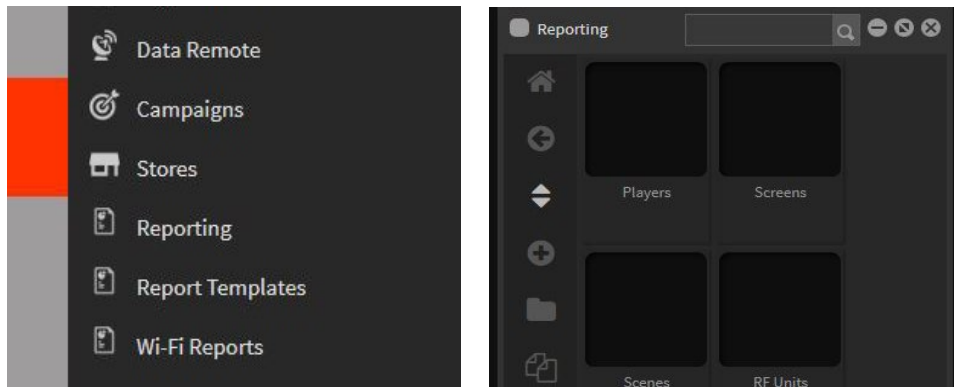 Data Remote
Campaigns
Stores
Reporting
Report Templates
Wi-Fi Reports
Reporting
Players
Screens
Scenes
RF Units